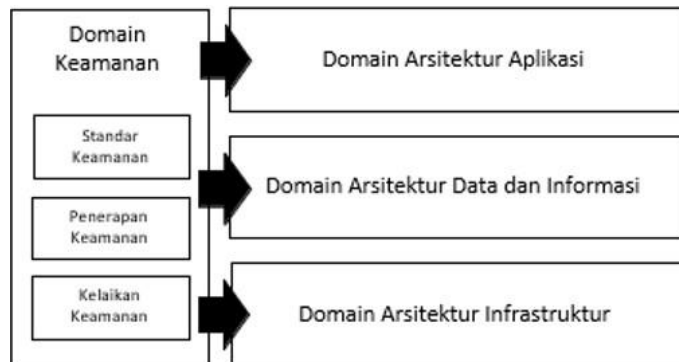 Domain
Keamanan
Standar
Keamanan
Penerapan
Keamanan
Kelaikan
Keamanan
Domain Arsitektur Aplikasi
Domain Arsitektur Data dan Informasi
Domain Arsitektur Infrastruktur